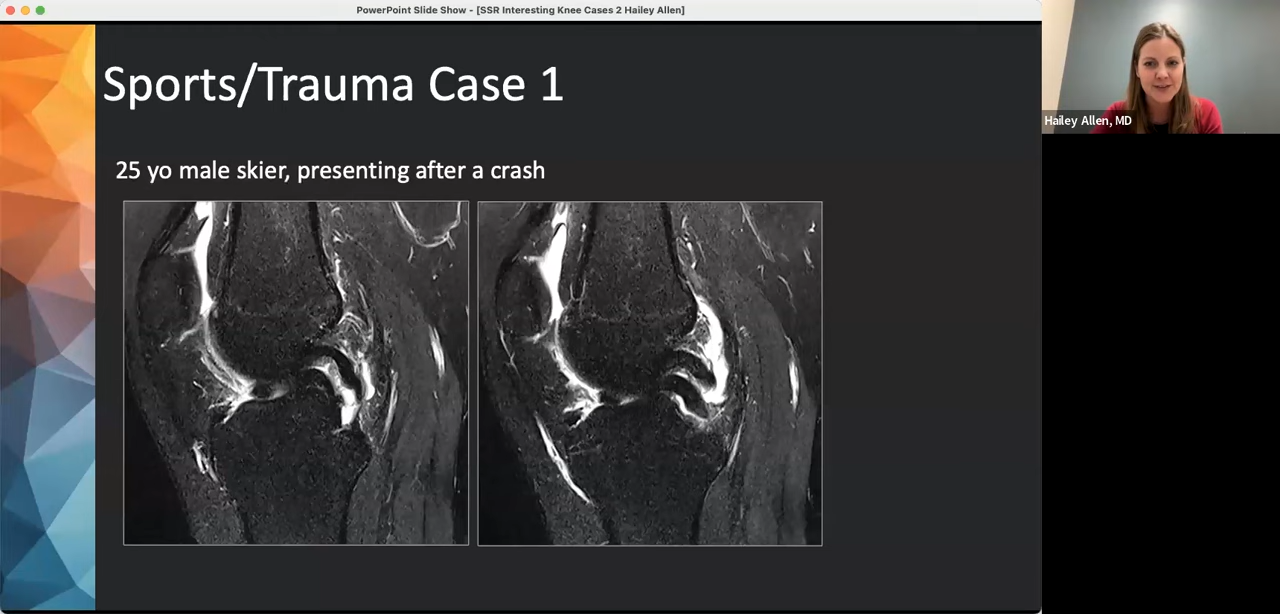 PowerPoint Slide Show - [SSR Interesting Knee Cases 2 Hailey Allen]
Sports/Trauma Case 1
25 yo male skier, presenting after a crash
Hailey Allen, MD